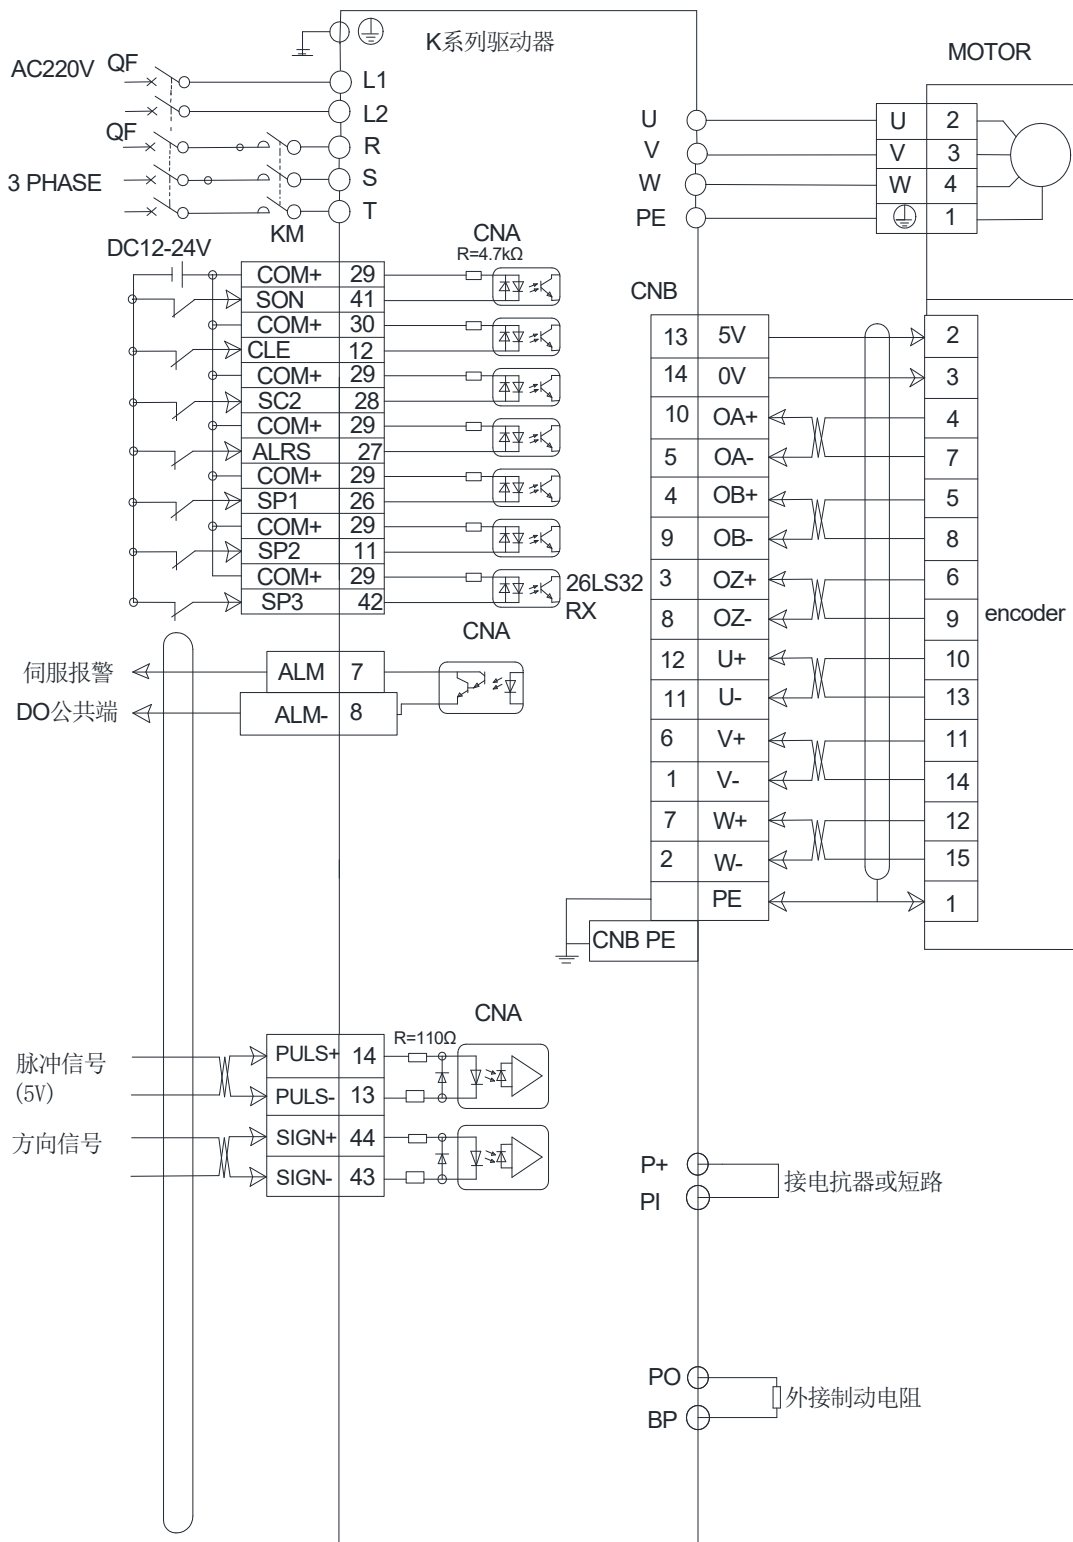 K系列驱动器
AC220V QF
L1
L2
QF
R
3 PHASE
S
T
KM
DC12-24V
CNA
R=4.7kΩ
COM+ 29
SON 41
COM+ 30
CLE 12
COM+ 29
SC2 28
COM+ 29
ALRS 27
COM+ 29
SP1 26
COM+ 29
SP2 11
COM+ 29
SP3 42
26LS32
RX
CNA
伺服报警
ALM 7
DO公共端
ALM- 8
CNA
R=110Ω
脉冲信号
(5V)
PULS+ 14
PULS- 13
方向信号
SIGN+ 44
SIGN- 43
MOTOR
U U 2
V V 3
W W 4
PE 1
CNB
13 5V 2
14 0V 3
10 OA+ 4
5 OA- 7
4 OB+ 5
9 OB- 8
3 OZ+ 6
8 OZ- 9
encoder
12 U+ 10
11 U- 13
6 V+ 11
1 V- 14
7 W+ 12
2 W- 15
PE 1
CNB PE
P+
PI
接电抗器或短路
PO
BP
外接制动电阻